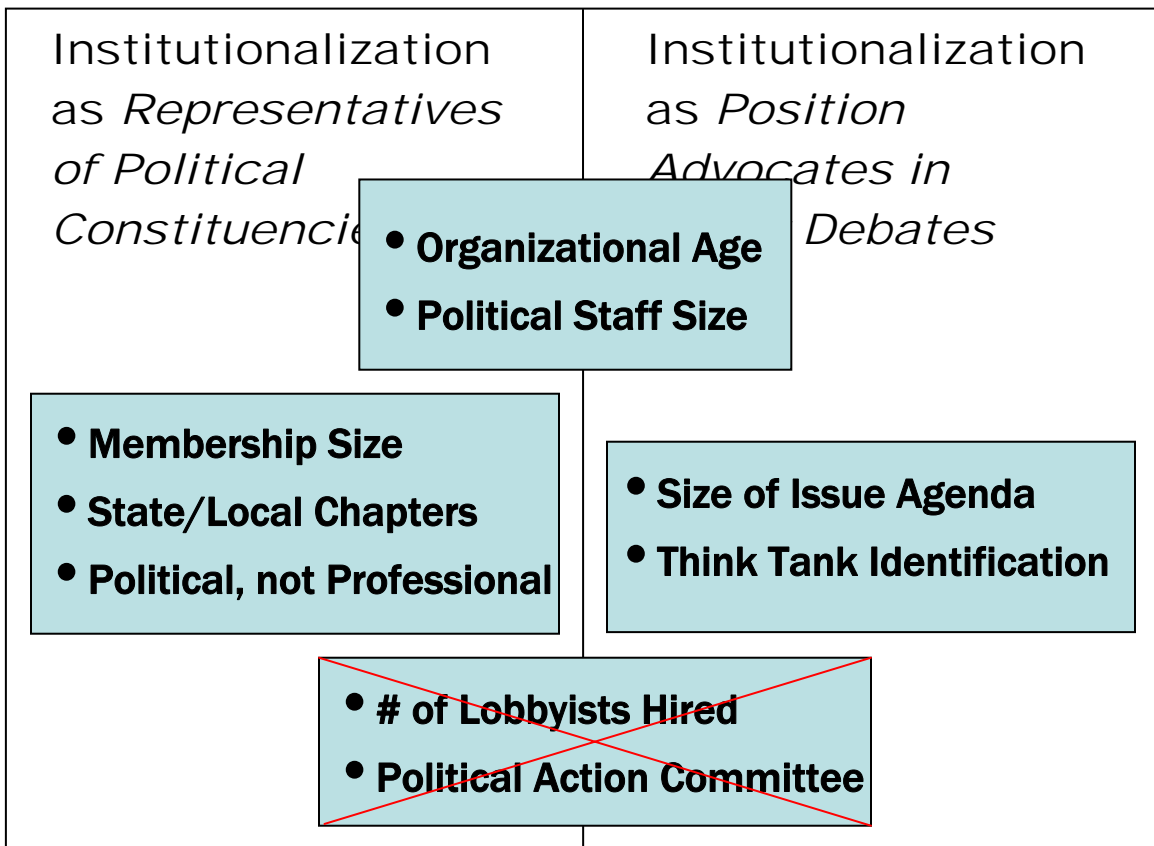 Institutionalization
as Representatives
of Political
Constituencie
Institutionalization
as Position
Advocates in
Debates
• Organizational Age
• Political Staff Size
• Membership Size
• State/Local Chapters
• Political, not Professional
• Size of Issue Agenda
• Think Tank Identification
• # of Lobbyists Hired
• Political Action Committee